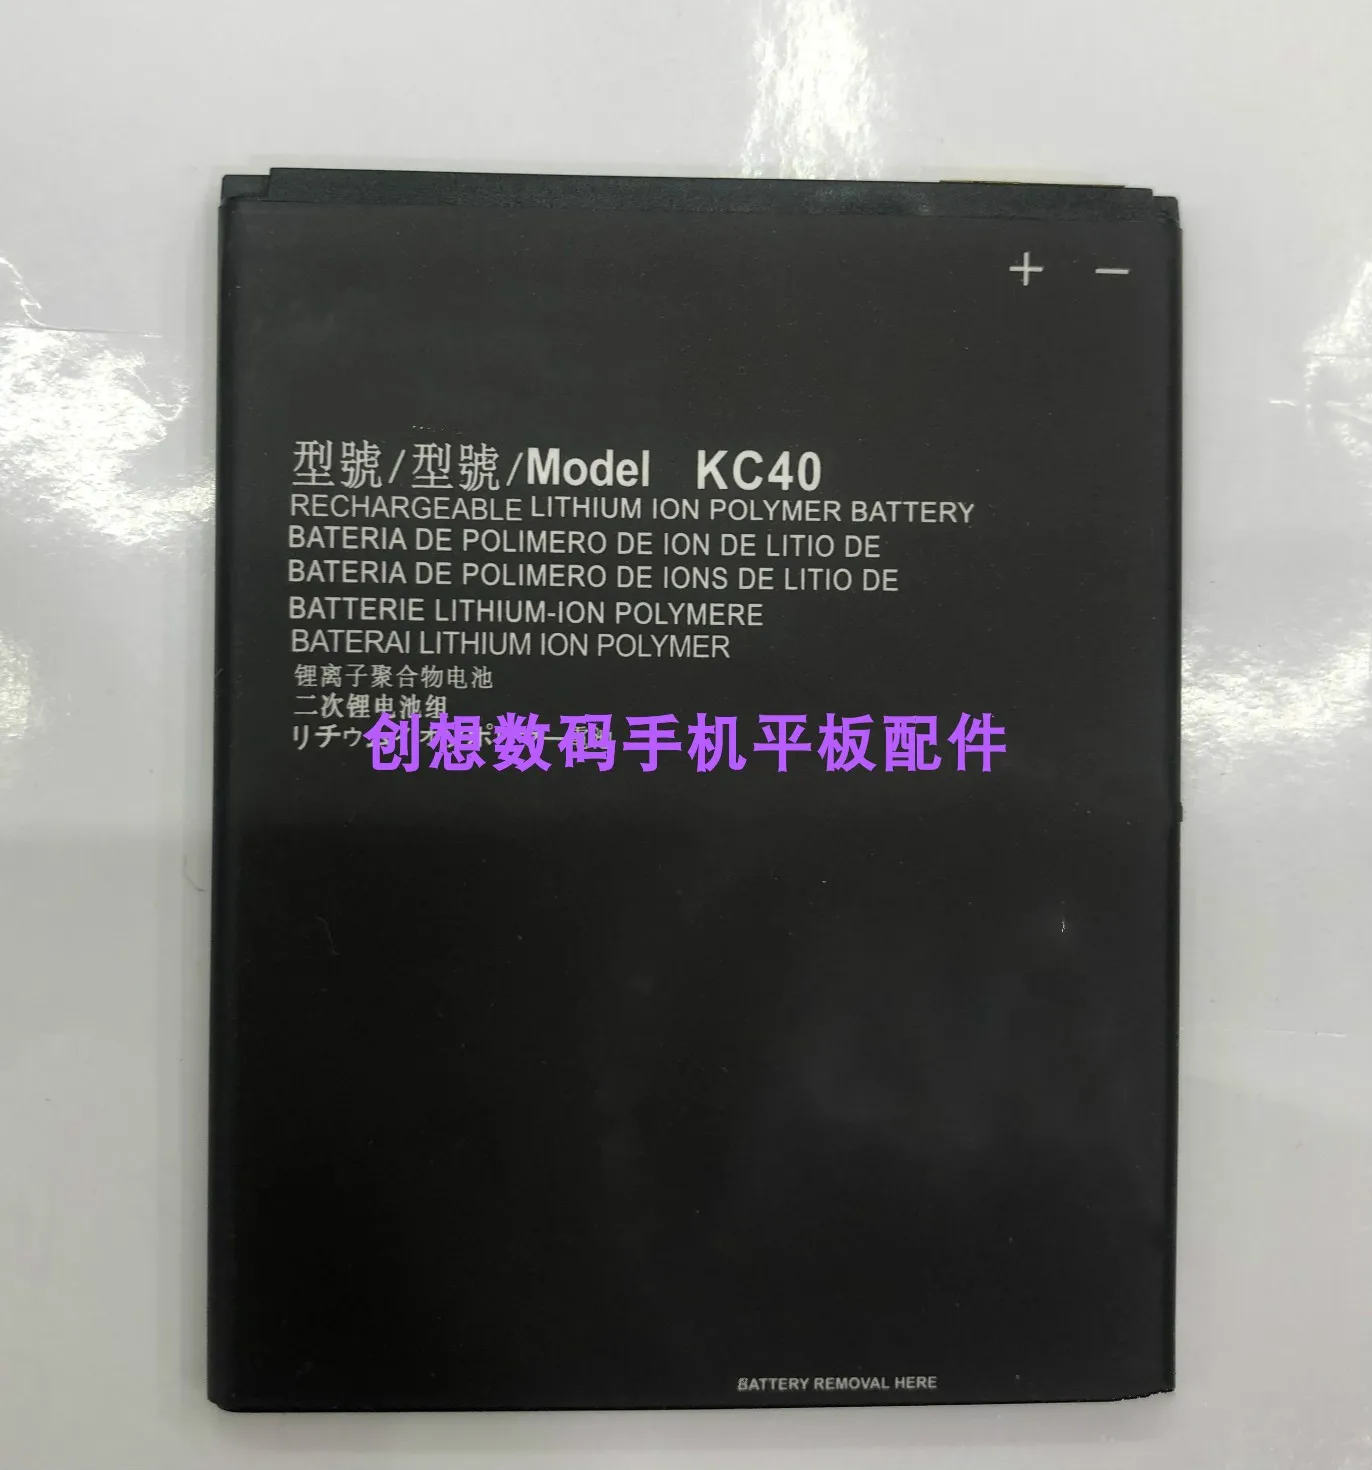 + −
型號/型號/Model KC40
RECHARGEABLE LITHIUM ION POLYMER BATTERY
BATERIA DE POLIMERO DE ION DE LITIO DE
BATERIA DE POLIMERO DE IONS DE LITIO DE
BATTERIE LITHIUM-ION POLYMERE
BATERAI LITHIUM ION POLYMER
锂离子聚合物电池
二次锂电池组
创想数码手机平板配件
BATTERY REMOVAL HERE